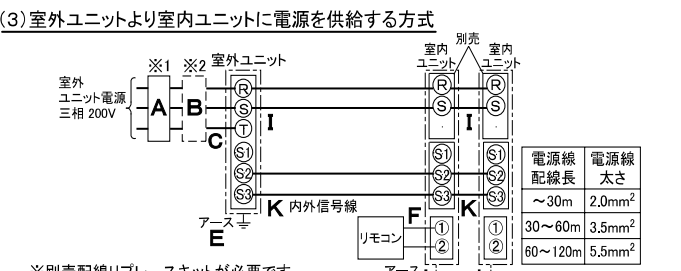 (3)室外ユニットより室内ユニットに電源を供給する方式
※1 ※2 室外ユニット
室内
ユニット
別売
室内
ユニット
室外
ユニット電源
三相 200V
A
B
C
R
S
T
S1
S2
S3
I
R
S
S1
S2
S3
I
R
S
S1
S2
S3
K 内外信号線
K
アース
E
F
リモコン
1
2
1
2
電源線
配線長
電源線
太さ
~30m 2.0mm²
30~60m 3.5mm²
60~120m 5.5mm²